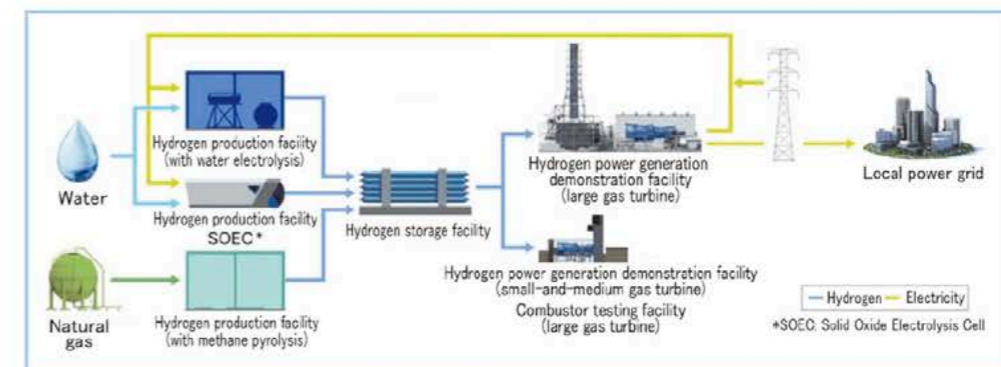 Water
Hydrogen production facility
(with water electrolysis)
Hydrogen production facility
SOEC*
Natural
gas
Hydrogen production facility
(with methane pyrolysis)
Hydrogen storage facility
Hydrogen power generation
demonstration facility
(large gas turbine)
Hydrogen power generation demonstration facility
(small-and-medium gas turbine)
Combustor testing facility
(large gas turbine)
Local power grid
Hydrogen
Electricity
*SOEC: Solid Oxide Electrolysis Cell